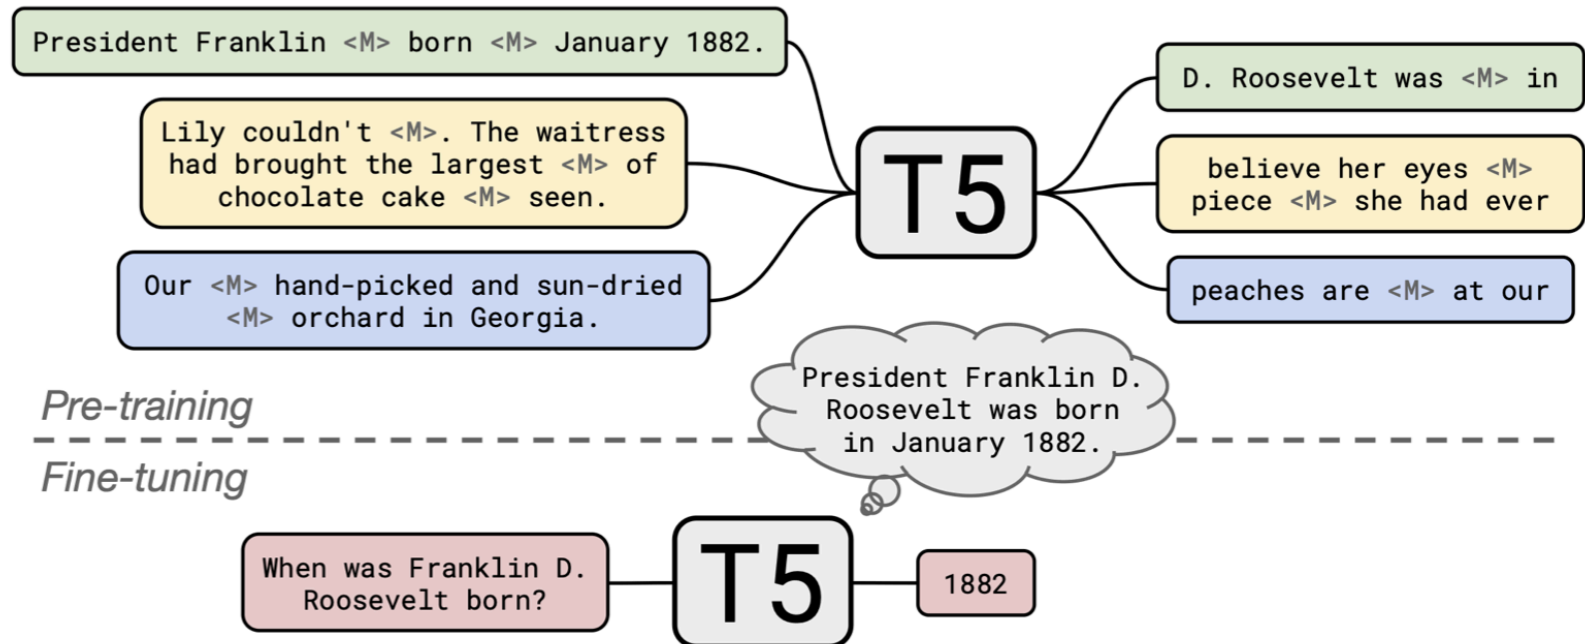 President Franklin <M> born <M> January 1882.
Lily couldn't <M>. The waitress
had brought the largest <M> of
chocolate cake <M> seen.
Our <M> hand-picked and sun-dried
<M> orchard in Georgia.
T5
D. Roosevelt was <M> in
believe her eyes <M>
piece <M> she had ever
peaches are <M> at our
Pre-training
President Franklin D.
Roosevelt was born
in January 1882.
Fine-tuning
When was Franklin D.
Roosevelt born?
T5
1882